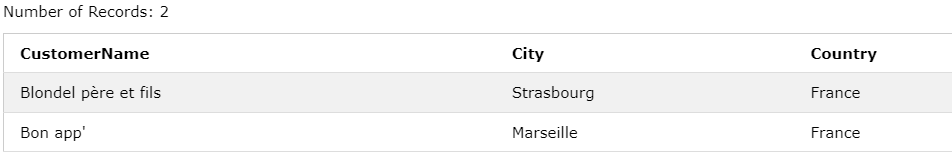 Number of Records: 2
CustomerName City Country
Blondel père et fils Strasbourg France
Bon app' Marseille France